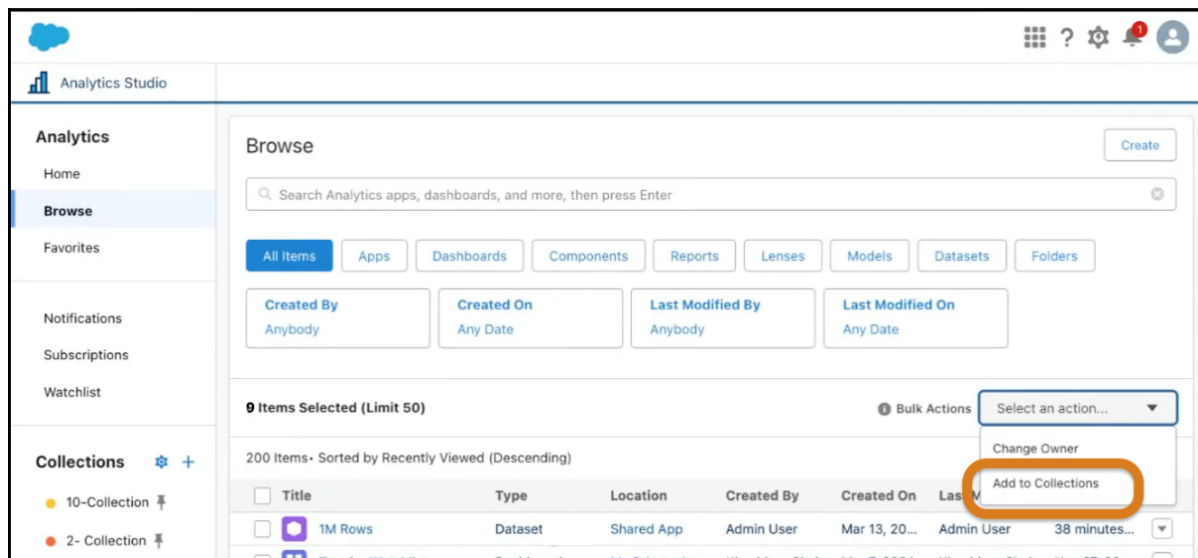 1
Analytics Studio
Analytics
Home
Browse
Favorites
Notifications
Subscriptions
Watchlist
Collections
10-Collection
2- Collection
Browse
Create
Search Analytics apps, dashboards, and more, then press Enter
All Items Apps Dashboards Components Reports Lenses Models Datasets Folders
Created By Created On Last Modified By Last Modified On
Anybody Any Date Anybody Any Date
9 Items Selected (Limit 50) Bulk Actions Select an action...
Change Owner
Add to Collections
200 Items• Sorted by Recently Viewed (Descending)
Title Type Location Created By Created On
1M Rows Dataset Shared App Admin User Mar 13, 20... Admin User 38 minutes...